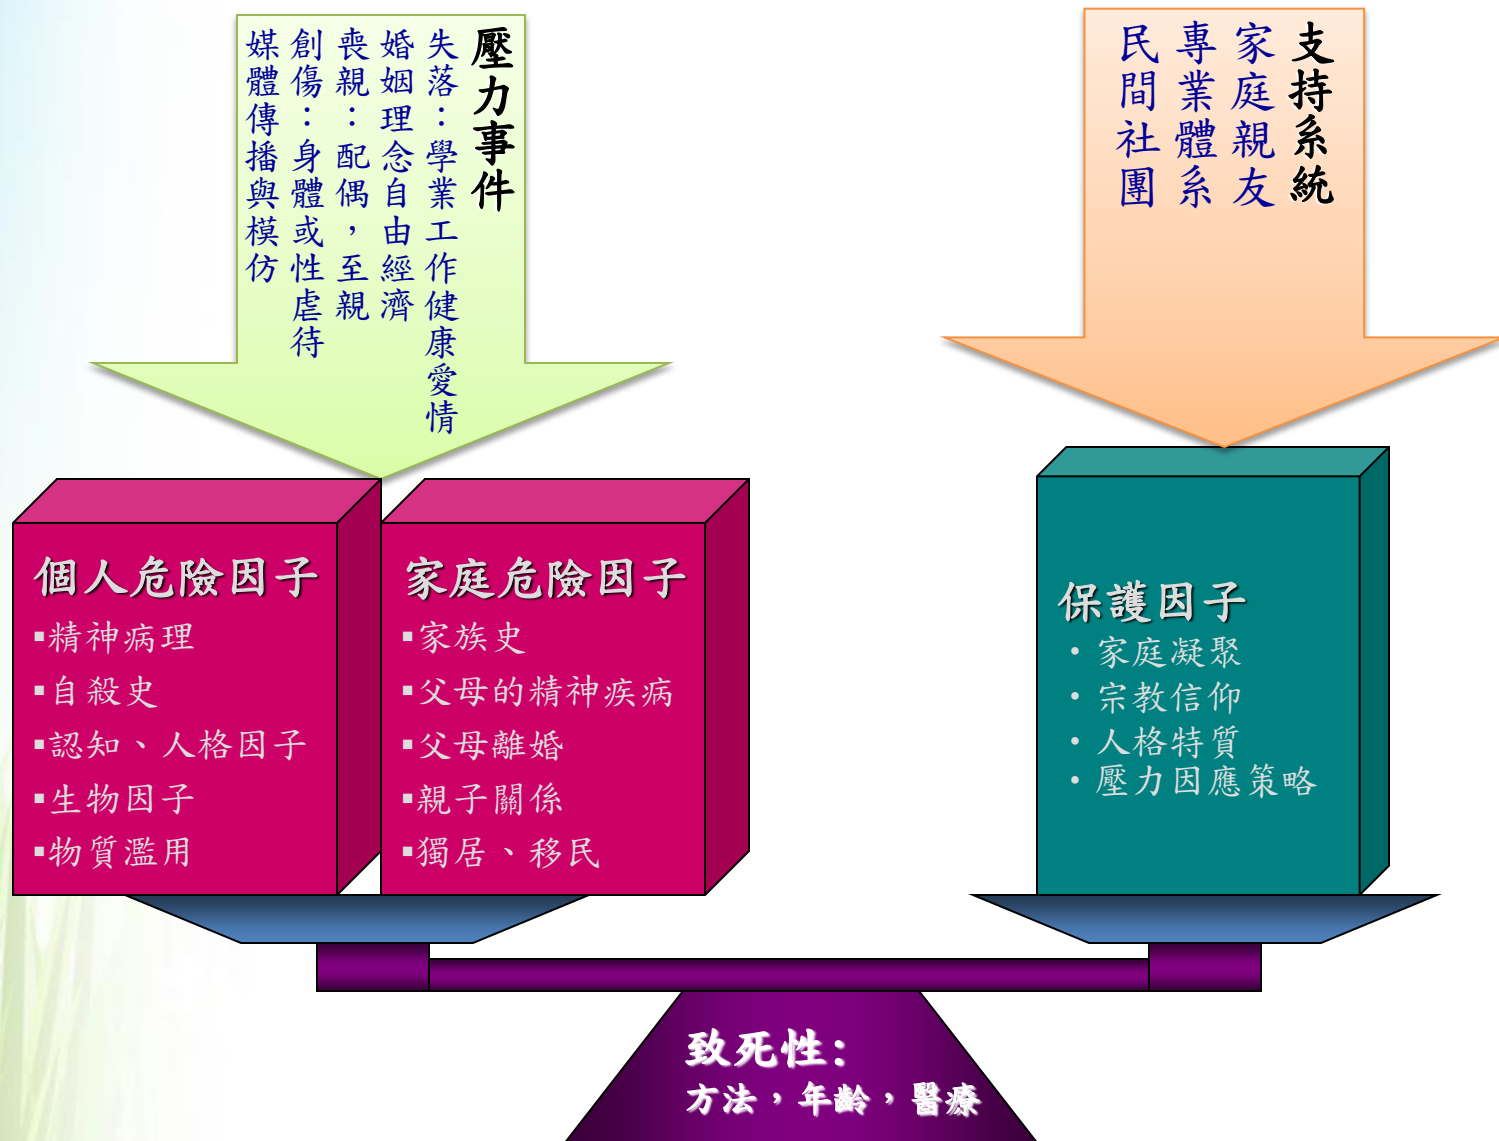 壓力事件
失落：學業工作健康愛情
婚姻理念自由經濟
喪親：配偶，至親
創傷：身體或性虐待
媒體傳播與模仿
支持系統
家庭親友
專業體系
民間社團
個人危險因子
▪精神病理
▪自殺史
▪認知、人格因子
▪生物因子
▪物質濫用
家庭危險因子
▪家族史
▪父母的精神疾病
▪父母離婚
▪親子關係
▪獨居、移民
保護因子
・家庭凝聚
・宗教信仰
・人格特質
・壓力因應策略
致死性:
方法，年齡，醫療